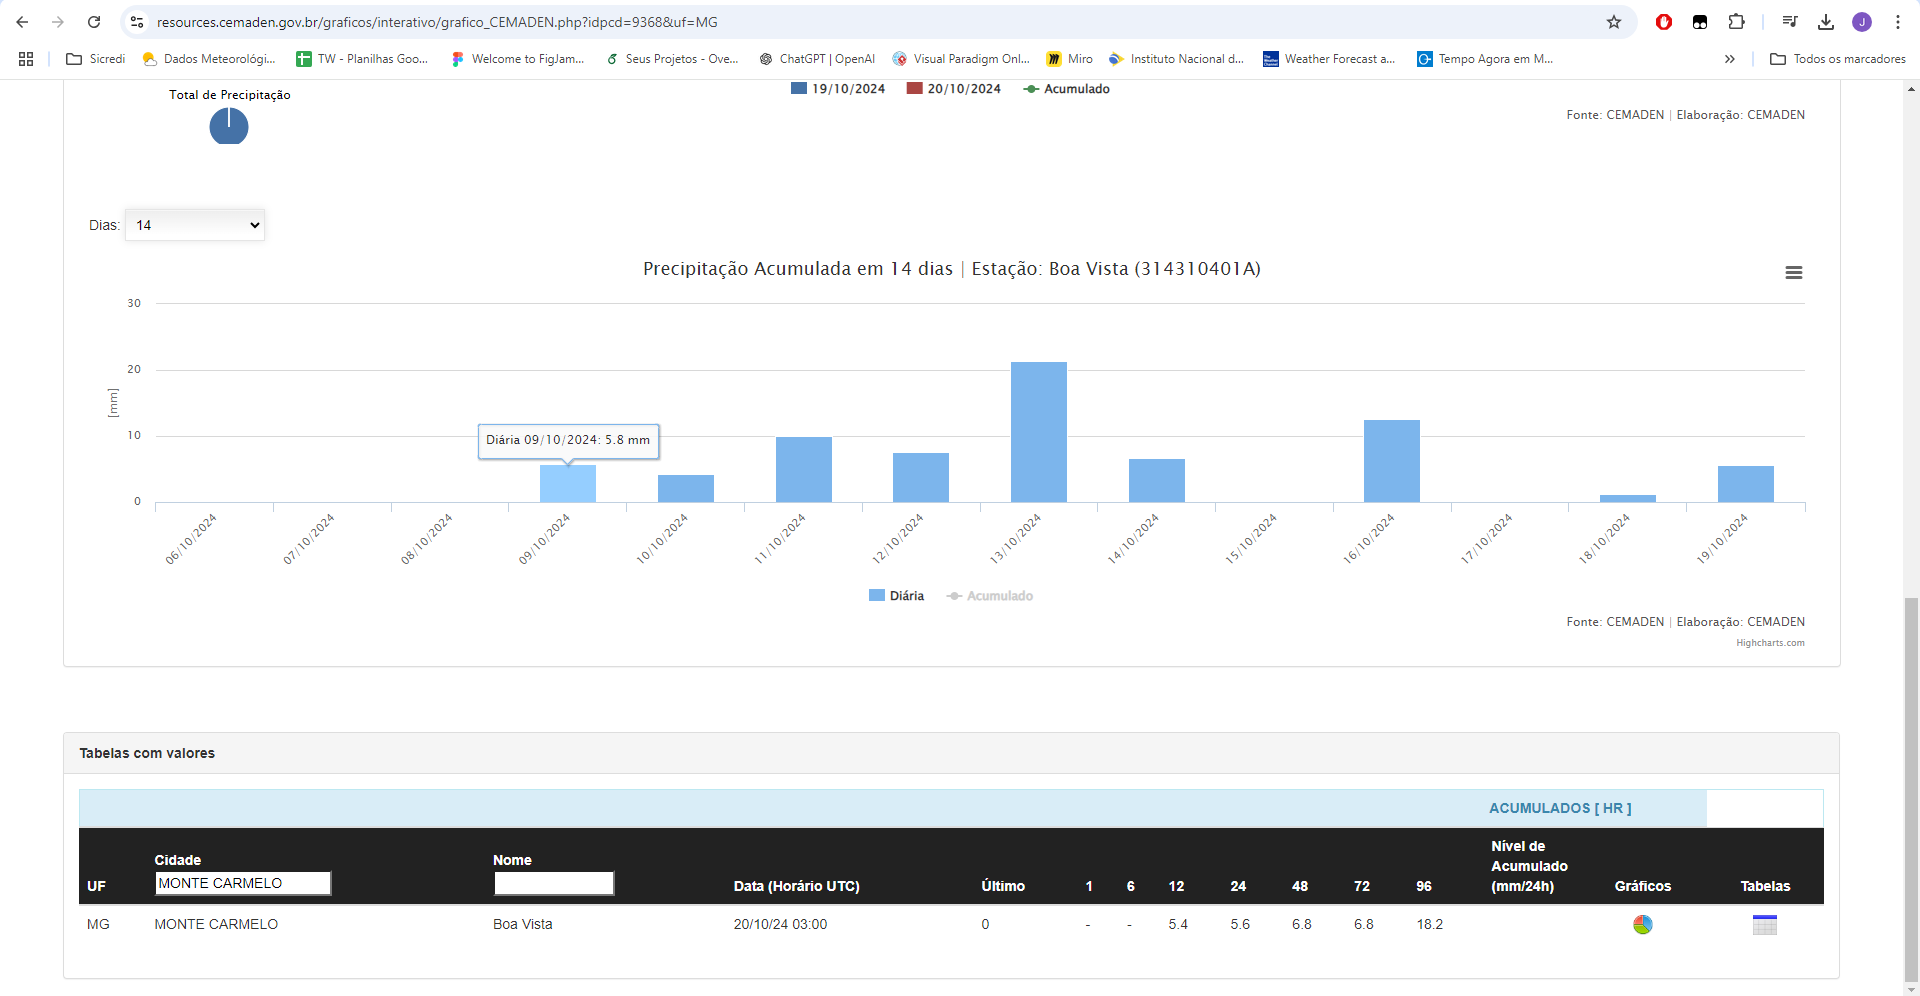 resources.cemaden.gov.br/graficos/interativo/grafico_CEMADEN.php?idpcd=9368&uf=MG
J
Sicredi
Dados Meteorológi...
TW - Planilhas Goo...
Welcome to FigJam...
Seus Projetos - Ove...
ChatGPT | OpenAI
Visual Paradigm Onl...
Miro
Instituto Nacional d...
Weather Forecast a...
Tempo Agora em M...
Todos os marcadores
Total de Precipitação
19/10/2024 20/10/2024 Acumulado
Fonte: CEMADEN | Elaboração: CEMADEN
Dias: 14
Precipitação Acumulada em 14 dias | Estação: Boa Vista (314310401A)
30
20
[mm]
10
Diária 09/10/2024: 5.8 mm
0
06/10/2024
07/10/2024
08/10/2024
09/10/2024
10/10/2024
11/10/2024
12/10/2024
13/10/2024
14/10/2024
15/10/2024
16/10/2024
17/10/2024
18/10/2024
19/10/2024
Diária Acumulado
Fonte: CEMADEN | Elaboração: CEMADEN
Highcharts.com
Tabelas com valores
ACUMULADOS [ HR ]
UF
Cidade
MONTE CARMELO
Nome
Data (Horário UTC)
Último
1
6
12
24
48
72
96
Nível de
Acumulado
(mm/24h)
Gráficos
Tabelas
MG MONTE CARMELO Boa Vista 20/10/24 03:00 0 - - 5.4 5.6 6.8 6.8 18.2